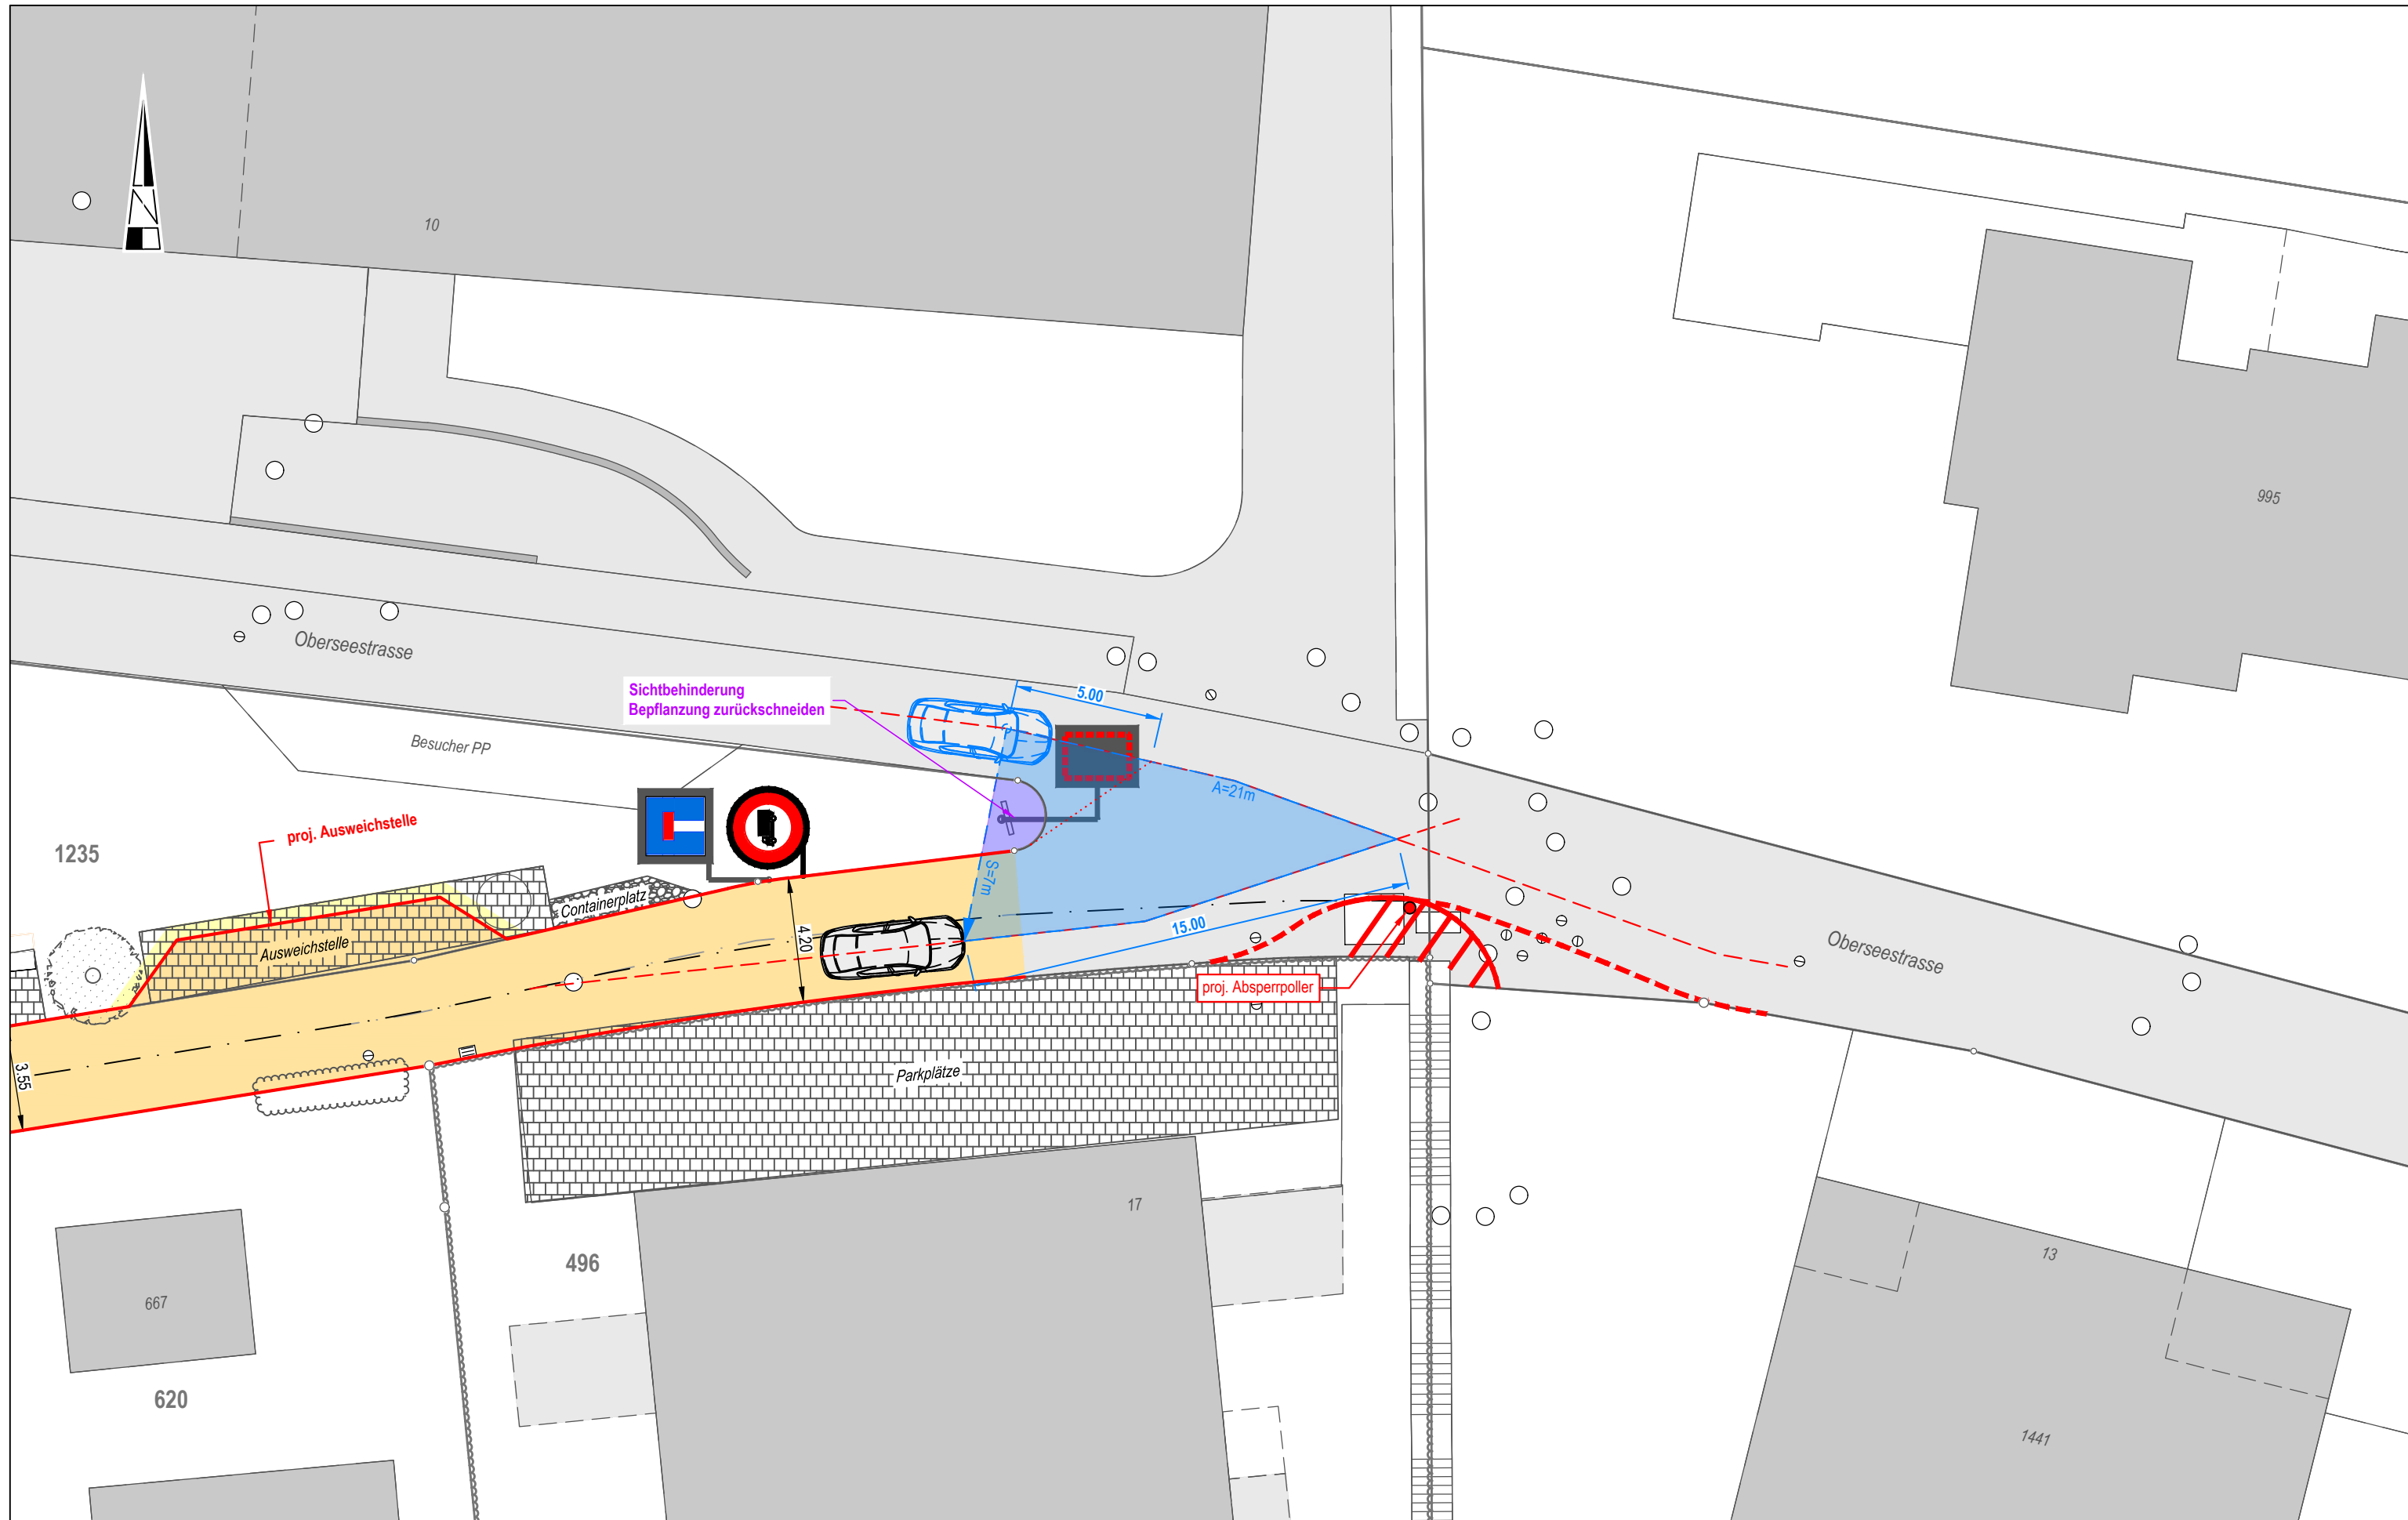 10
995
Oberseestrasse
Sichtbehinderung
Bepflanzung zurückschneiden
5.00
Besucher PP
A=21m
proj. Ausweichstelle
1235
S=7m
Containerplatz
4.20
15.00
Ausweichstelle
Oberseestrasse
proj. Absperrpoller
3.55
Parkplätze
17
496
13
667
620
1441